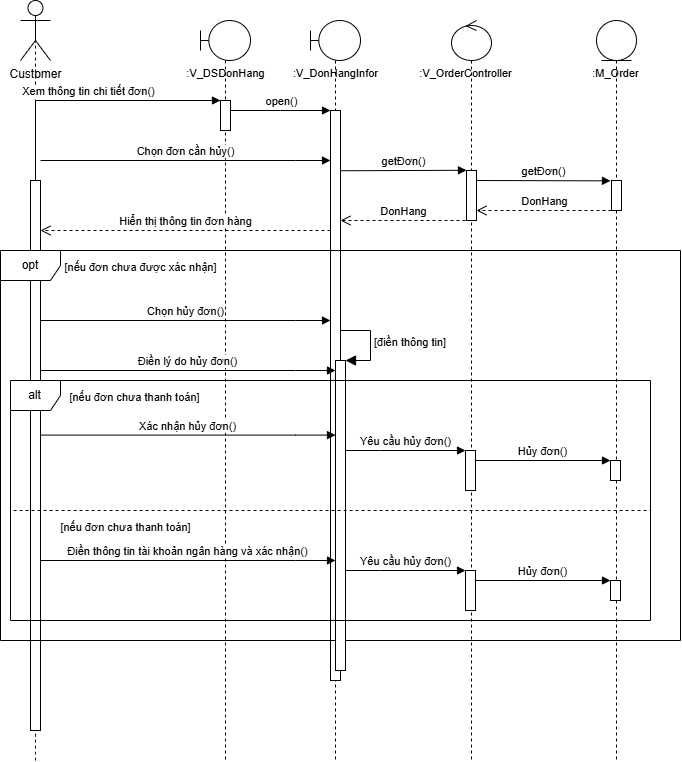 Customer
:V_DSDonHang
:V_DonHangInfor
:V_OrderController
:M_Order
Xem thông tin chi tiết đơn()
open()
Chọn đơn cần hủy()
getĐơn()
getĐơn()
DonHang
DonHang
Hiển thị thông tin đơn hàng
opt
[nếu đơn chưa được xác nhận]
Chọn hủy đơn()
[điền thông tin]
Điền lý do hủy đơn()
alt
[nếu đơn chưa thanh toán]
Xác nhận hủy đơn()
Yêu cầu hủy đơn()
Hủy đơn()
[nếu đơn chưa thanh toán]
Điền thông tin tài khoản ngân hàng và xác nhận()
Yêu cầu hủy đơn()
Hủy đơn()